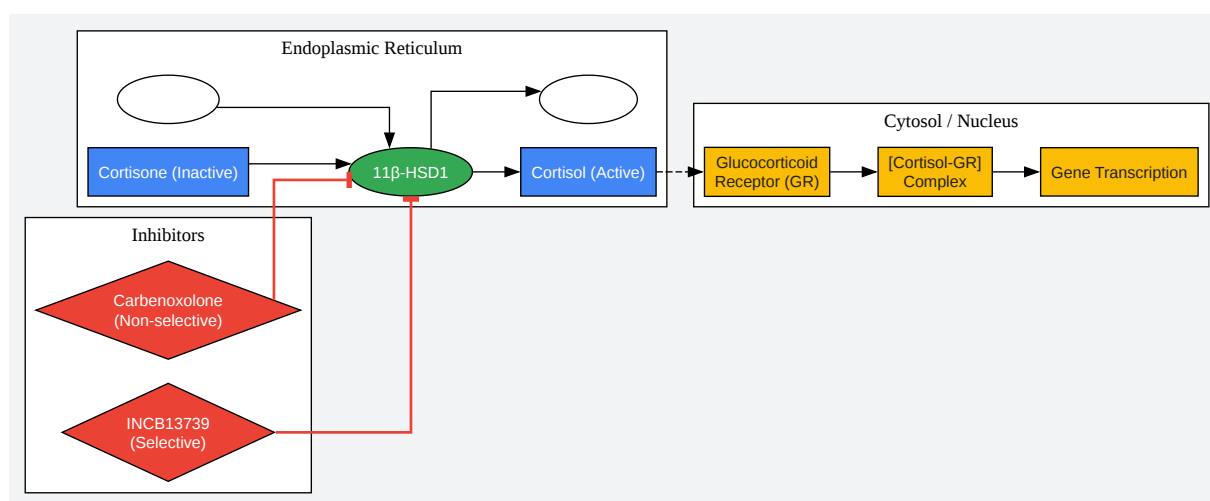 Endoplasmic Reticulum
Cortisone (Inactive)
11β-HSD1
Cortisol (Active)
Cytosol / Nucleus
Glucocorticoid
Receptor (GR)
[Cortisol-GR]
Complex
Gene Transcription
Inhibitors
Carbenoxolone
(Non-selective)
INCB13739
(Selective)